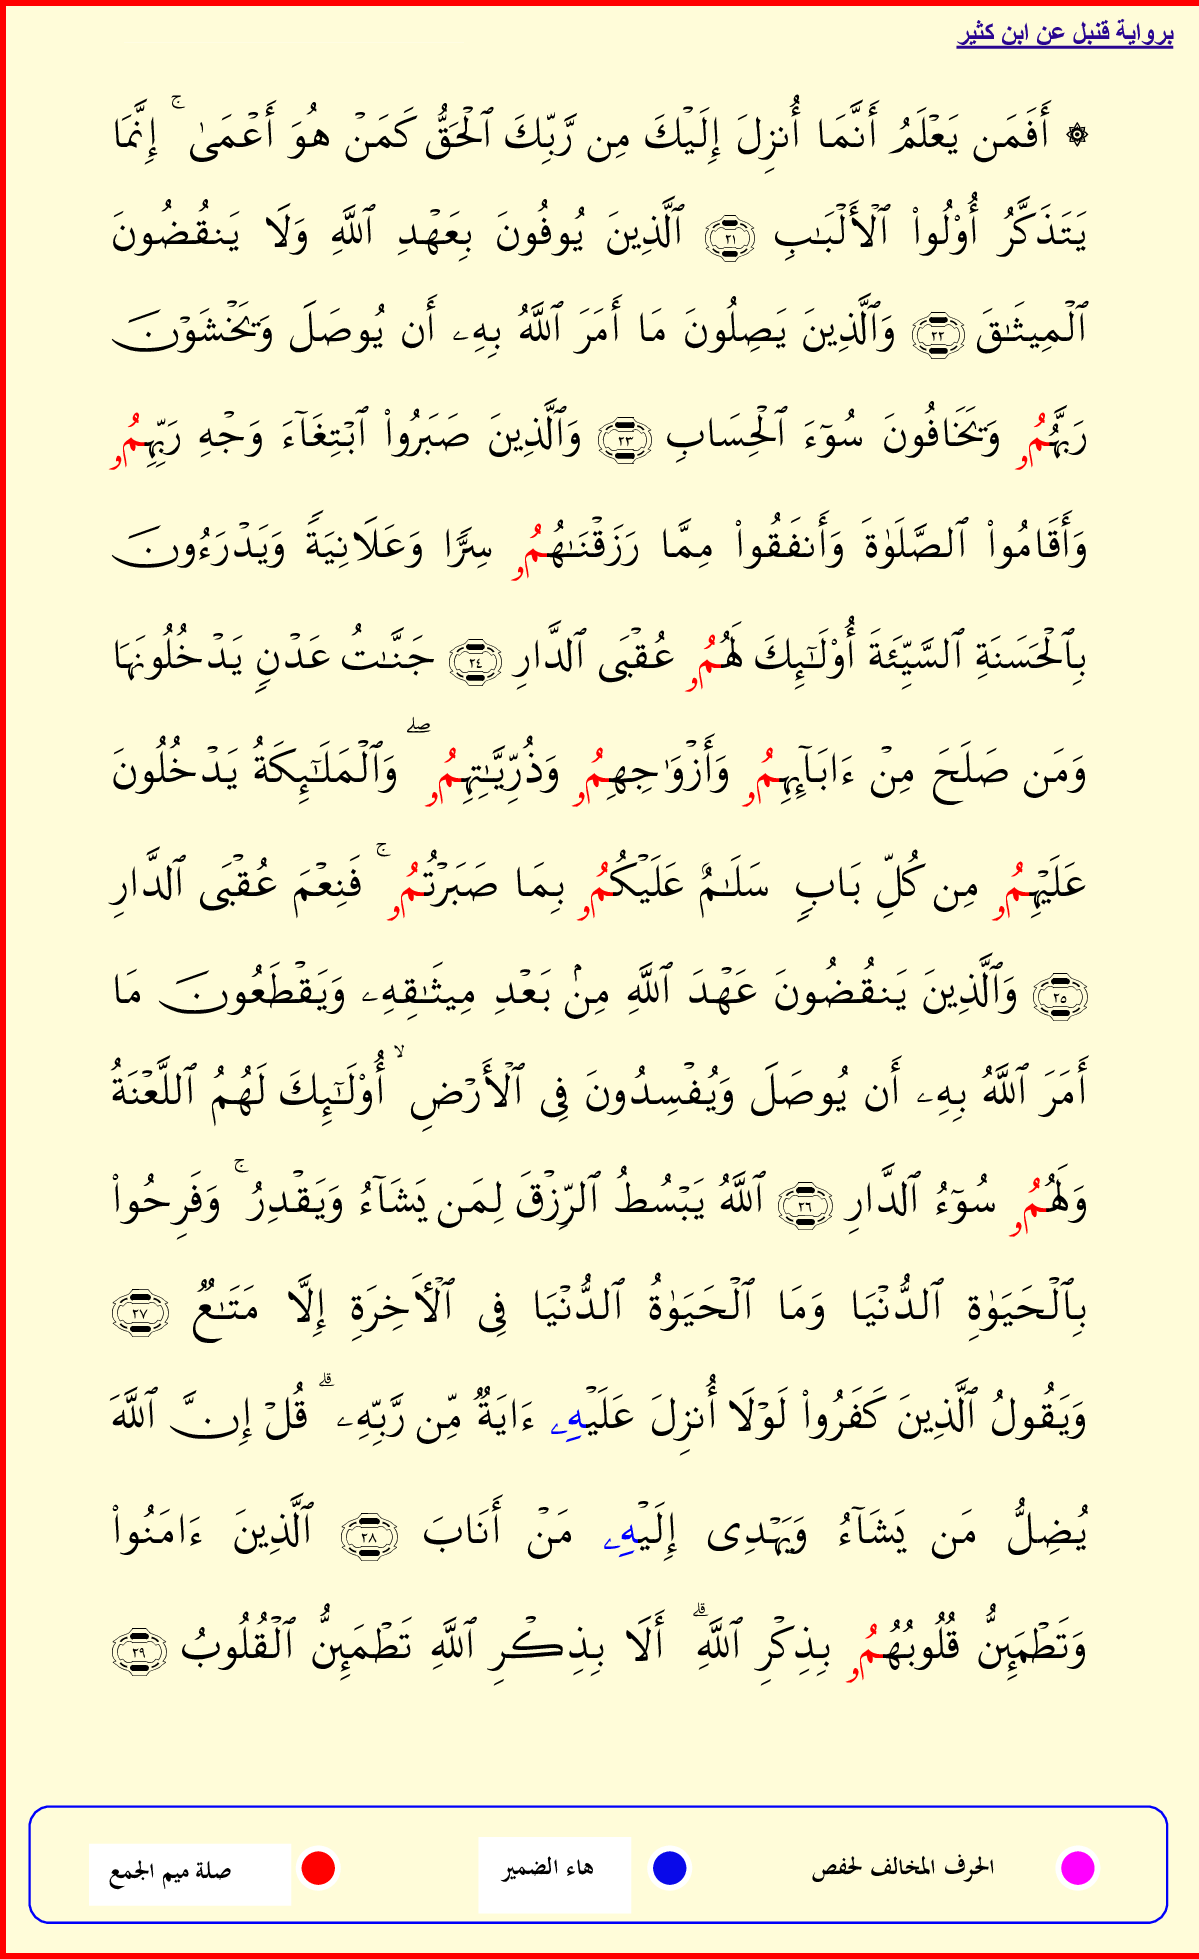 برواية قنبل عن ابن كثير
۞ أَفَمَن يَعْلَمُ أَنَّمَا أُنزِلَ إِلَيْكَ مِن رَّبِّكَ ٱلْحَقُّ كَمَنْ هُوَ أَعْمَىٰ ۚ إِنَّمَا
يَتَذَكَّرُ أُوْلُواْ ٱلْأَلْبَـٰبِ ٢١ ٱلَّذِينَ يُوفُونَ بِعَهْدِ ٱللَّهِ وَلَا يَنقُضُونَ
ٱلْمِيثَـٰقَ ٢٢ وَٱلَّذِينَ يَصِلُونَ مَا أَمَرَ ٱللَّهُ بِهِۦ أَن يُوصَلَ وَيَخْشَوْنَ
رَبَّهُمُۥ وَيَخَافُونَ سُوٓءَ ٱلْحِسَابِ ٢٣ وَٱلَّذِينَ صَبَرُواْ ٱبْتِغَآءَ وَجْهِ رَبِّهِمُۥ
وَأَقَامُواْ ٱلصَّلَوٰةَ وَأَنفَقُواْ مِمَّا رَزَقْنَـٰهُمُۥ سِرًّا وَعَلَانِيَةً وَيَدْرَءُونَ
بِٱلْحَسَنَةِ ٱلسَّيِّئَةَ أُوْلَـٰٓئِكَ لَهُمُۥ عُقْبَى ٱلدَّارِ ٢٤ جَنَّـٰتُ عَدْنٍ يَدْخُلُونَهَا
وَمَن صَلَحَ مِنْ ءَابَآئِهِمُۥ وَأَزْوَٰجِهِمُۥ وَذُرِّيَّـٰتِهِمُۥ ۖ وَٱلْمَلَـٰٓئِكَةُ يَدْخُلُونَ
عَلَيْهِمُۥ مِن كُلِّ بَابٍ سَلَـٰمٌ عَلَيْكُمُۥ بِمَا صَبَرْتُمُۥ ۚ فَنِعْمَ عُقْبَى ٱلدَّارِ
٢٥ وَٱلَّذِينَ يَنقُضُونَ عَهْدَ ٱللَّهِ مِنۢ بَعْدِ مِيثَـٰقِهِۦ وَيَقْطَعُونَ مَا
أَمَرَ ٱللَّهُ بِهِۦ أَن يُوصَلَ وَيُفْسِدُونَ فِى ٱلْأَرْضِ ۙ أُوْلَـٰٓئِكَ لَهُمُ ٱللَّعْنَةُ
وَلَهُمُۥ سُوٓءُ ٱلدَّارِ ٢٦ ٱللَّهُ يَبْسُطُ ٱلرِّزْقَ لِمَن يَشَآءُ وَيَقْدِرُ ۚ وَفَرِحُواْ
بِٱلْحَيَوٰةِ ٱلدُّنْيَا وَمَا ٱلْحَيَوٰةُ ٱلدُّنْيَا فِى ٱلْأَخِرَةِ إِلَّا مَتَـٰعٌ ٢٧
وَيَقُولُ ٱلَّذِينَ كَفَرُواْ لَوْلَا أُنزِلَ عَلَيْهِۦ ءَايَةٌ مِّن رَّبِّهِۦ ۗ قُلْ إِنَّ ٱللَّهَ
يُضِلُّ مَن يَشَآءُ وَيَهْدِى إِلَيْهِۦ مَنْ أَنَابَ ٢٨ ٱلَّذِينَ ءَامَنُواْ
وَتَطْمَئِنُّ قُلُوبُهُمُۥ بِذِكْرِ ٱللَّهِ ۗ أَلَا بِذِكْرِ ٱللَّهِ تَطْمَئِنُّ ٱلْقُلُوبُ ٢٩
الحرف المخالف لحفص هاء الضمير صلة ميم الجمع